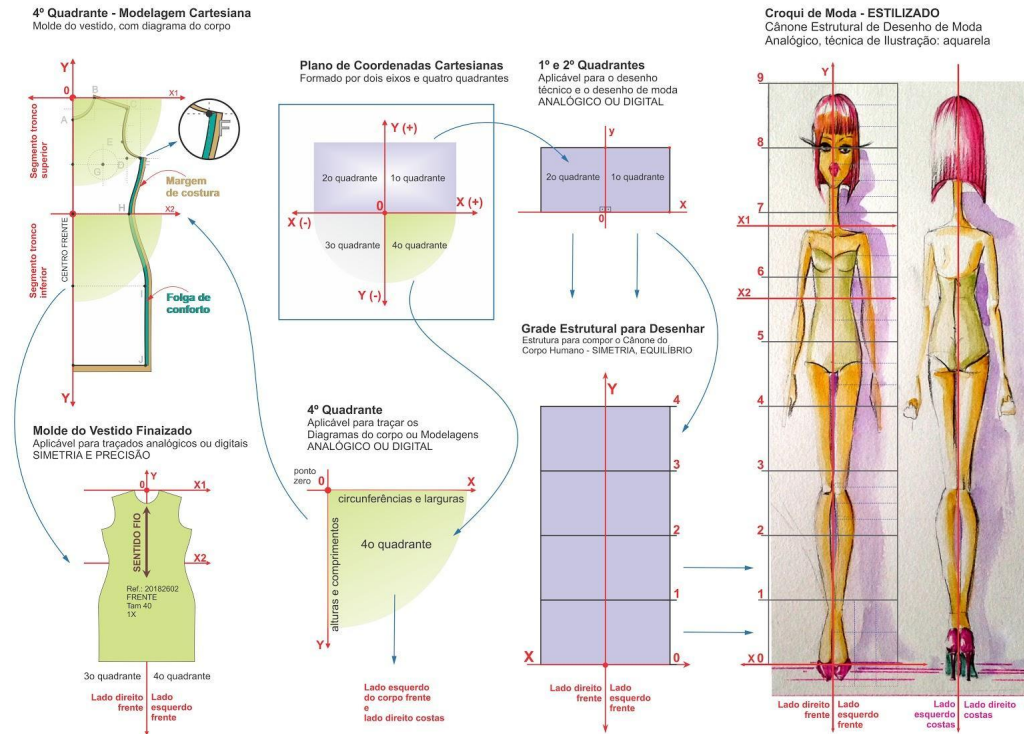 4º Quadrante - Modelagem Cartesiana
Molde do vestido, com diagrama do corpo
Y
0
B
X1
A
E
D
F
G
Segmento tronco
superior
Margem
de costura
H
X2
CENTRO FRENTE
Segmento tronco
inferior
I
Folga de
conforto
J
Y
Molde do Vestido Finaizado
Aplicável para traçados analógicos ou digitais
SIMETRIA E PRECISÃO
Y
0
X1
SENTIDO FIO
X2
Ref.: 20182602
FRENTE
Tam 40
1X
3o quadrante
4o quadrante
Lado direito
frente
Lado
esquerdo
frente
Plano de Coordenadas Cartesianas
Formado por dois eixos e quatro quadrantes
Y (+)
2o quadrante
1o quadrante
0
X (+)
X (-)
3o quadrante
4o quadrante
Y (-)
4º Quadrante
Aplicável para traçar os
Diagramas do corpo ou Modelagens
ANALÓGICO OU DIGITAL
ponto
zero
0
X
circunferências e larguras
alturas e comprimentos
4o quadrante
Y
Lado esquerdo
do corpo frente
e
lado direito costas
1º e 2º Quadrantes
Aplicável para o desenho
técnico e o desenho de moda
ANALÓGICO OU DIGITAL
y
2o quadrante
1o quadrante
0
X
Grade Estrutural para Desenhar
Estrutura para compor o Cânone do
Corpo Humano - SIMETRIA, EQUILÍBRIO
Y
4
3
2
1
X
0
Lado direito
frente
Lado esquerdo
frente
Croqui de Moda - ESTILIZADO
Cânone Estrutural de Desenho de Moda
Analógico, técnica de Ilustração: aquarela
Y
9
8
7
X1
6
X2
5
4
3
2
1
X 0
Lado direito
frente
Lado
esquerdo
frente
Lado
esquerdo
costas
Lado direito
costas